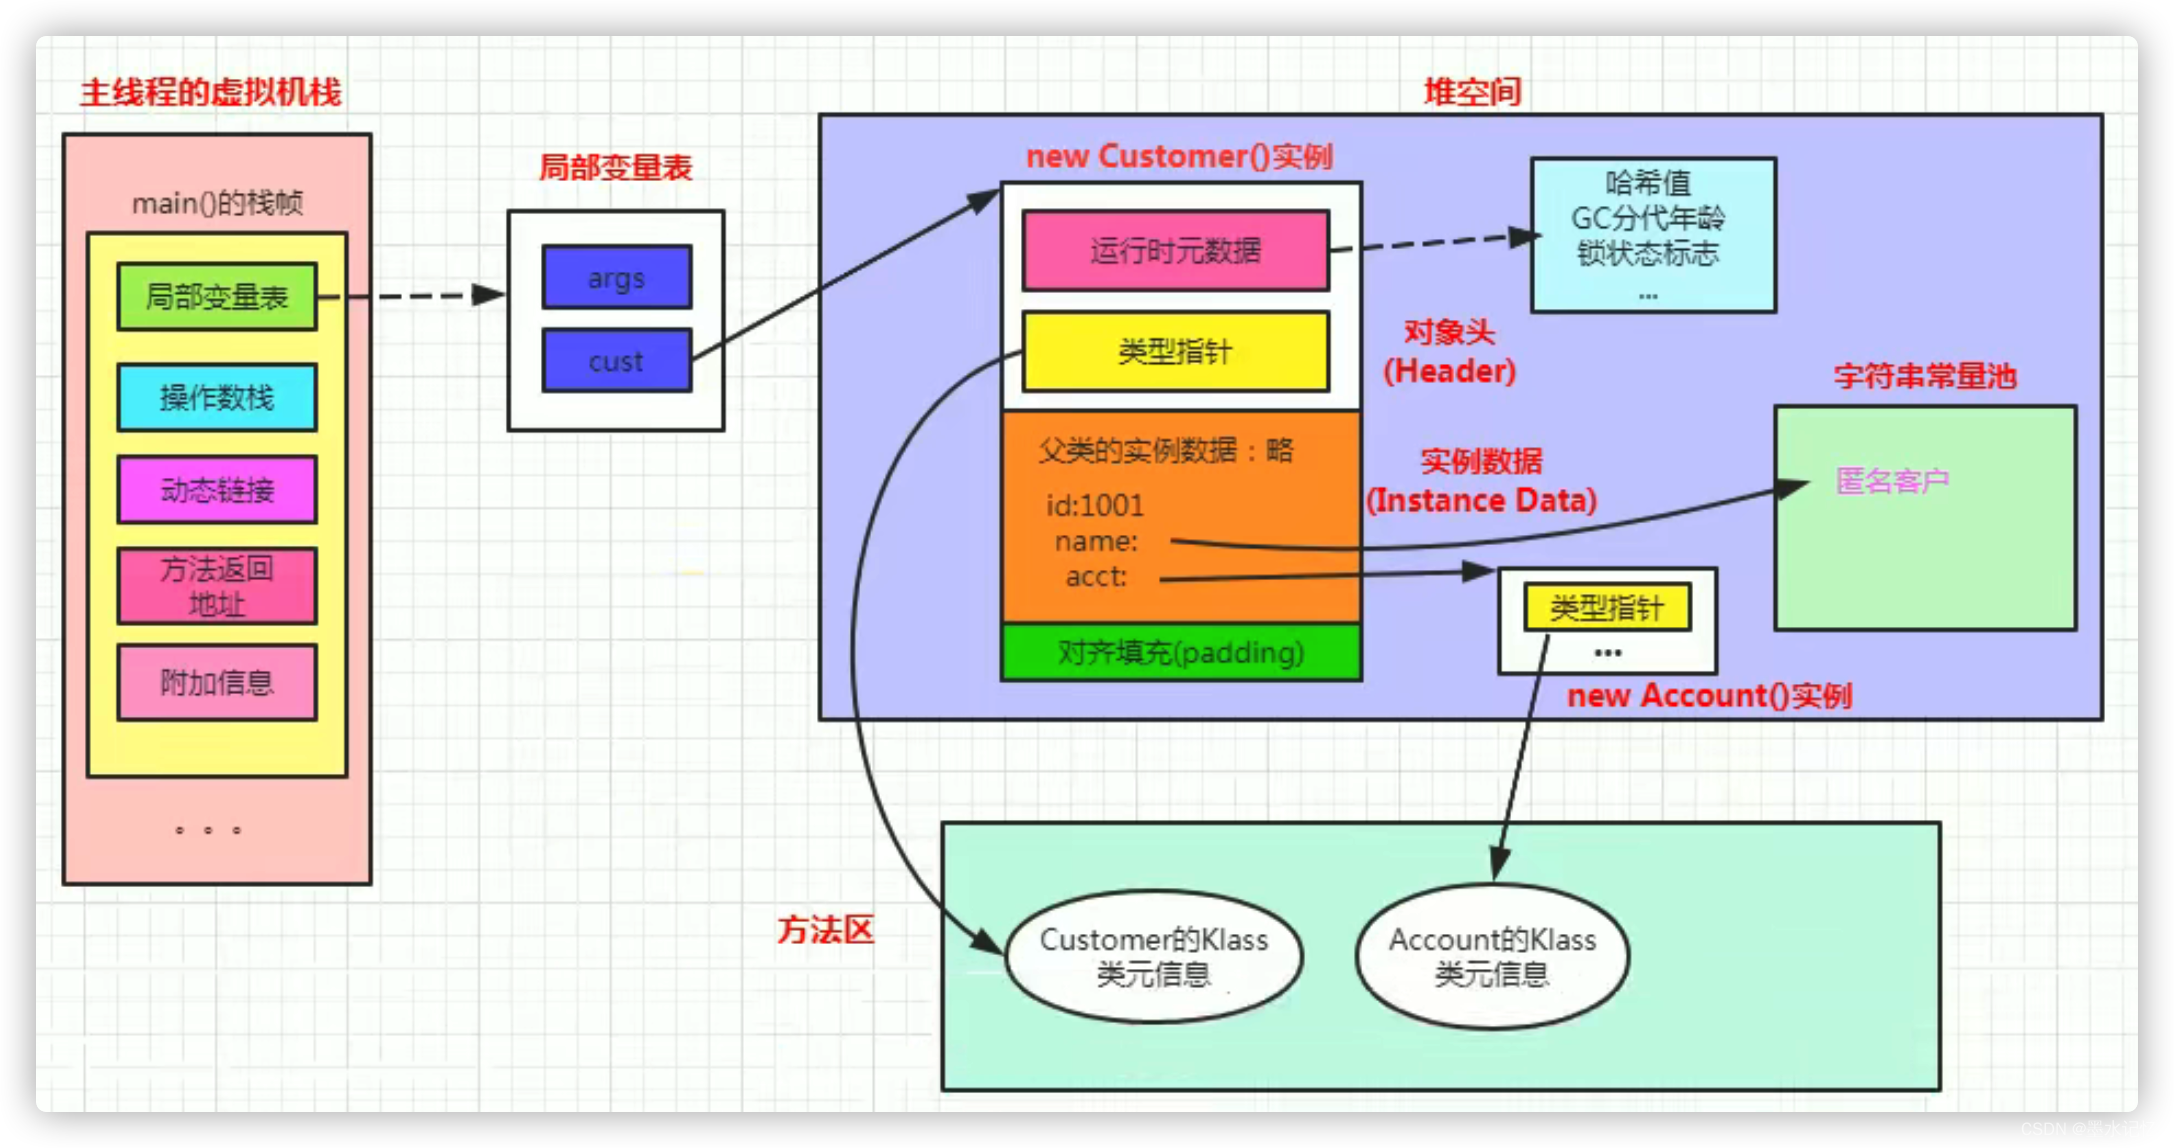 主线程的虚拟机栈
main()的栈帧
局部变量表
操作数栈
动态链接
方法返回
地址
附加信息
。。。
局部变量表
args
cust
堆空间
new Customer()实例
运行时元数据
类型指针
对象头
(Header)
哈希值
GC分代年龄
锁状态标志
...
父类的实例数据：略
id:1001
name:
acct:
实例数据
(Instance Data)
对齐填充(padding)
字符串常量池
匿名客户
类型指针
...
new Account()实例
方法区
Customer的Klass
类元信息
Account的Klass
类元信息